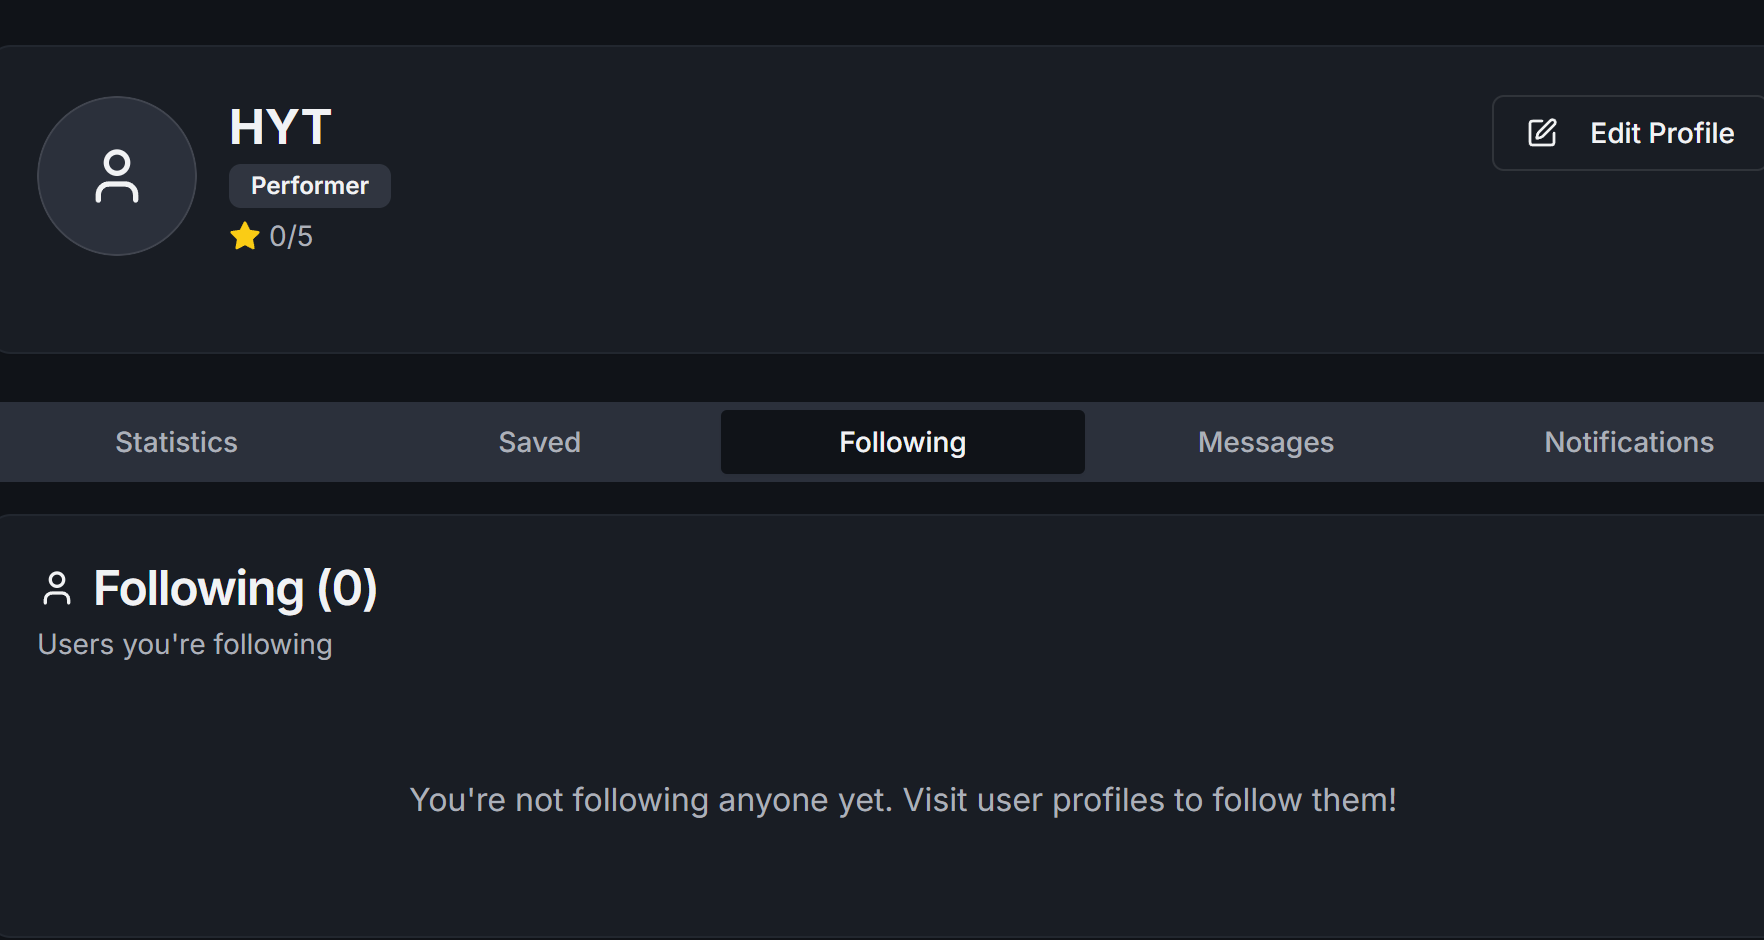 HYT
Edit Profile
Performer
0/5
Statistics
Saved
Following
Messages
Notifications
Following (0)
Users you're following
You're not following anyone yet. Visit user profiles to follow them!